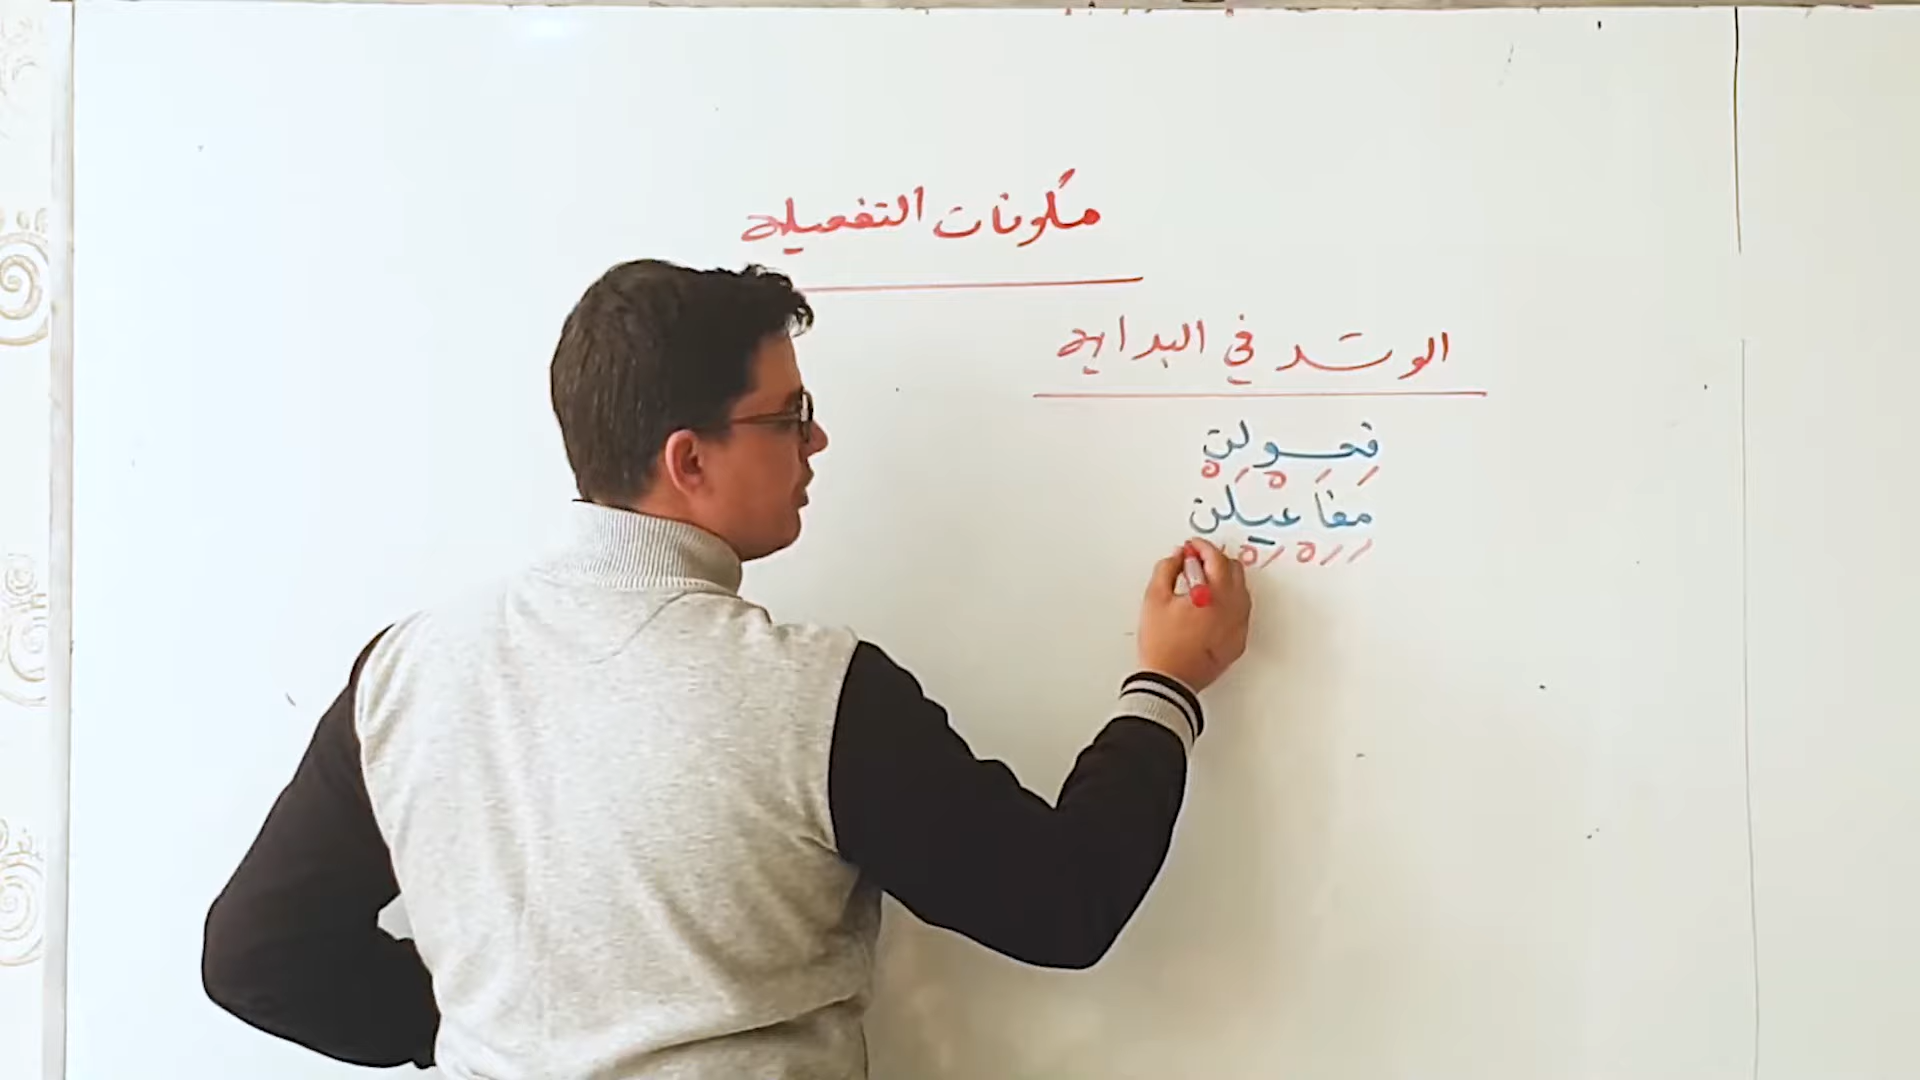 مكونات التفعيلة
الوتد في البداية
فعولن
//o/o
مفاعيلن
//o/o/